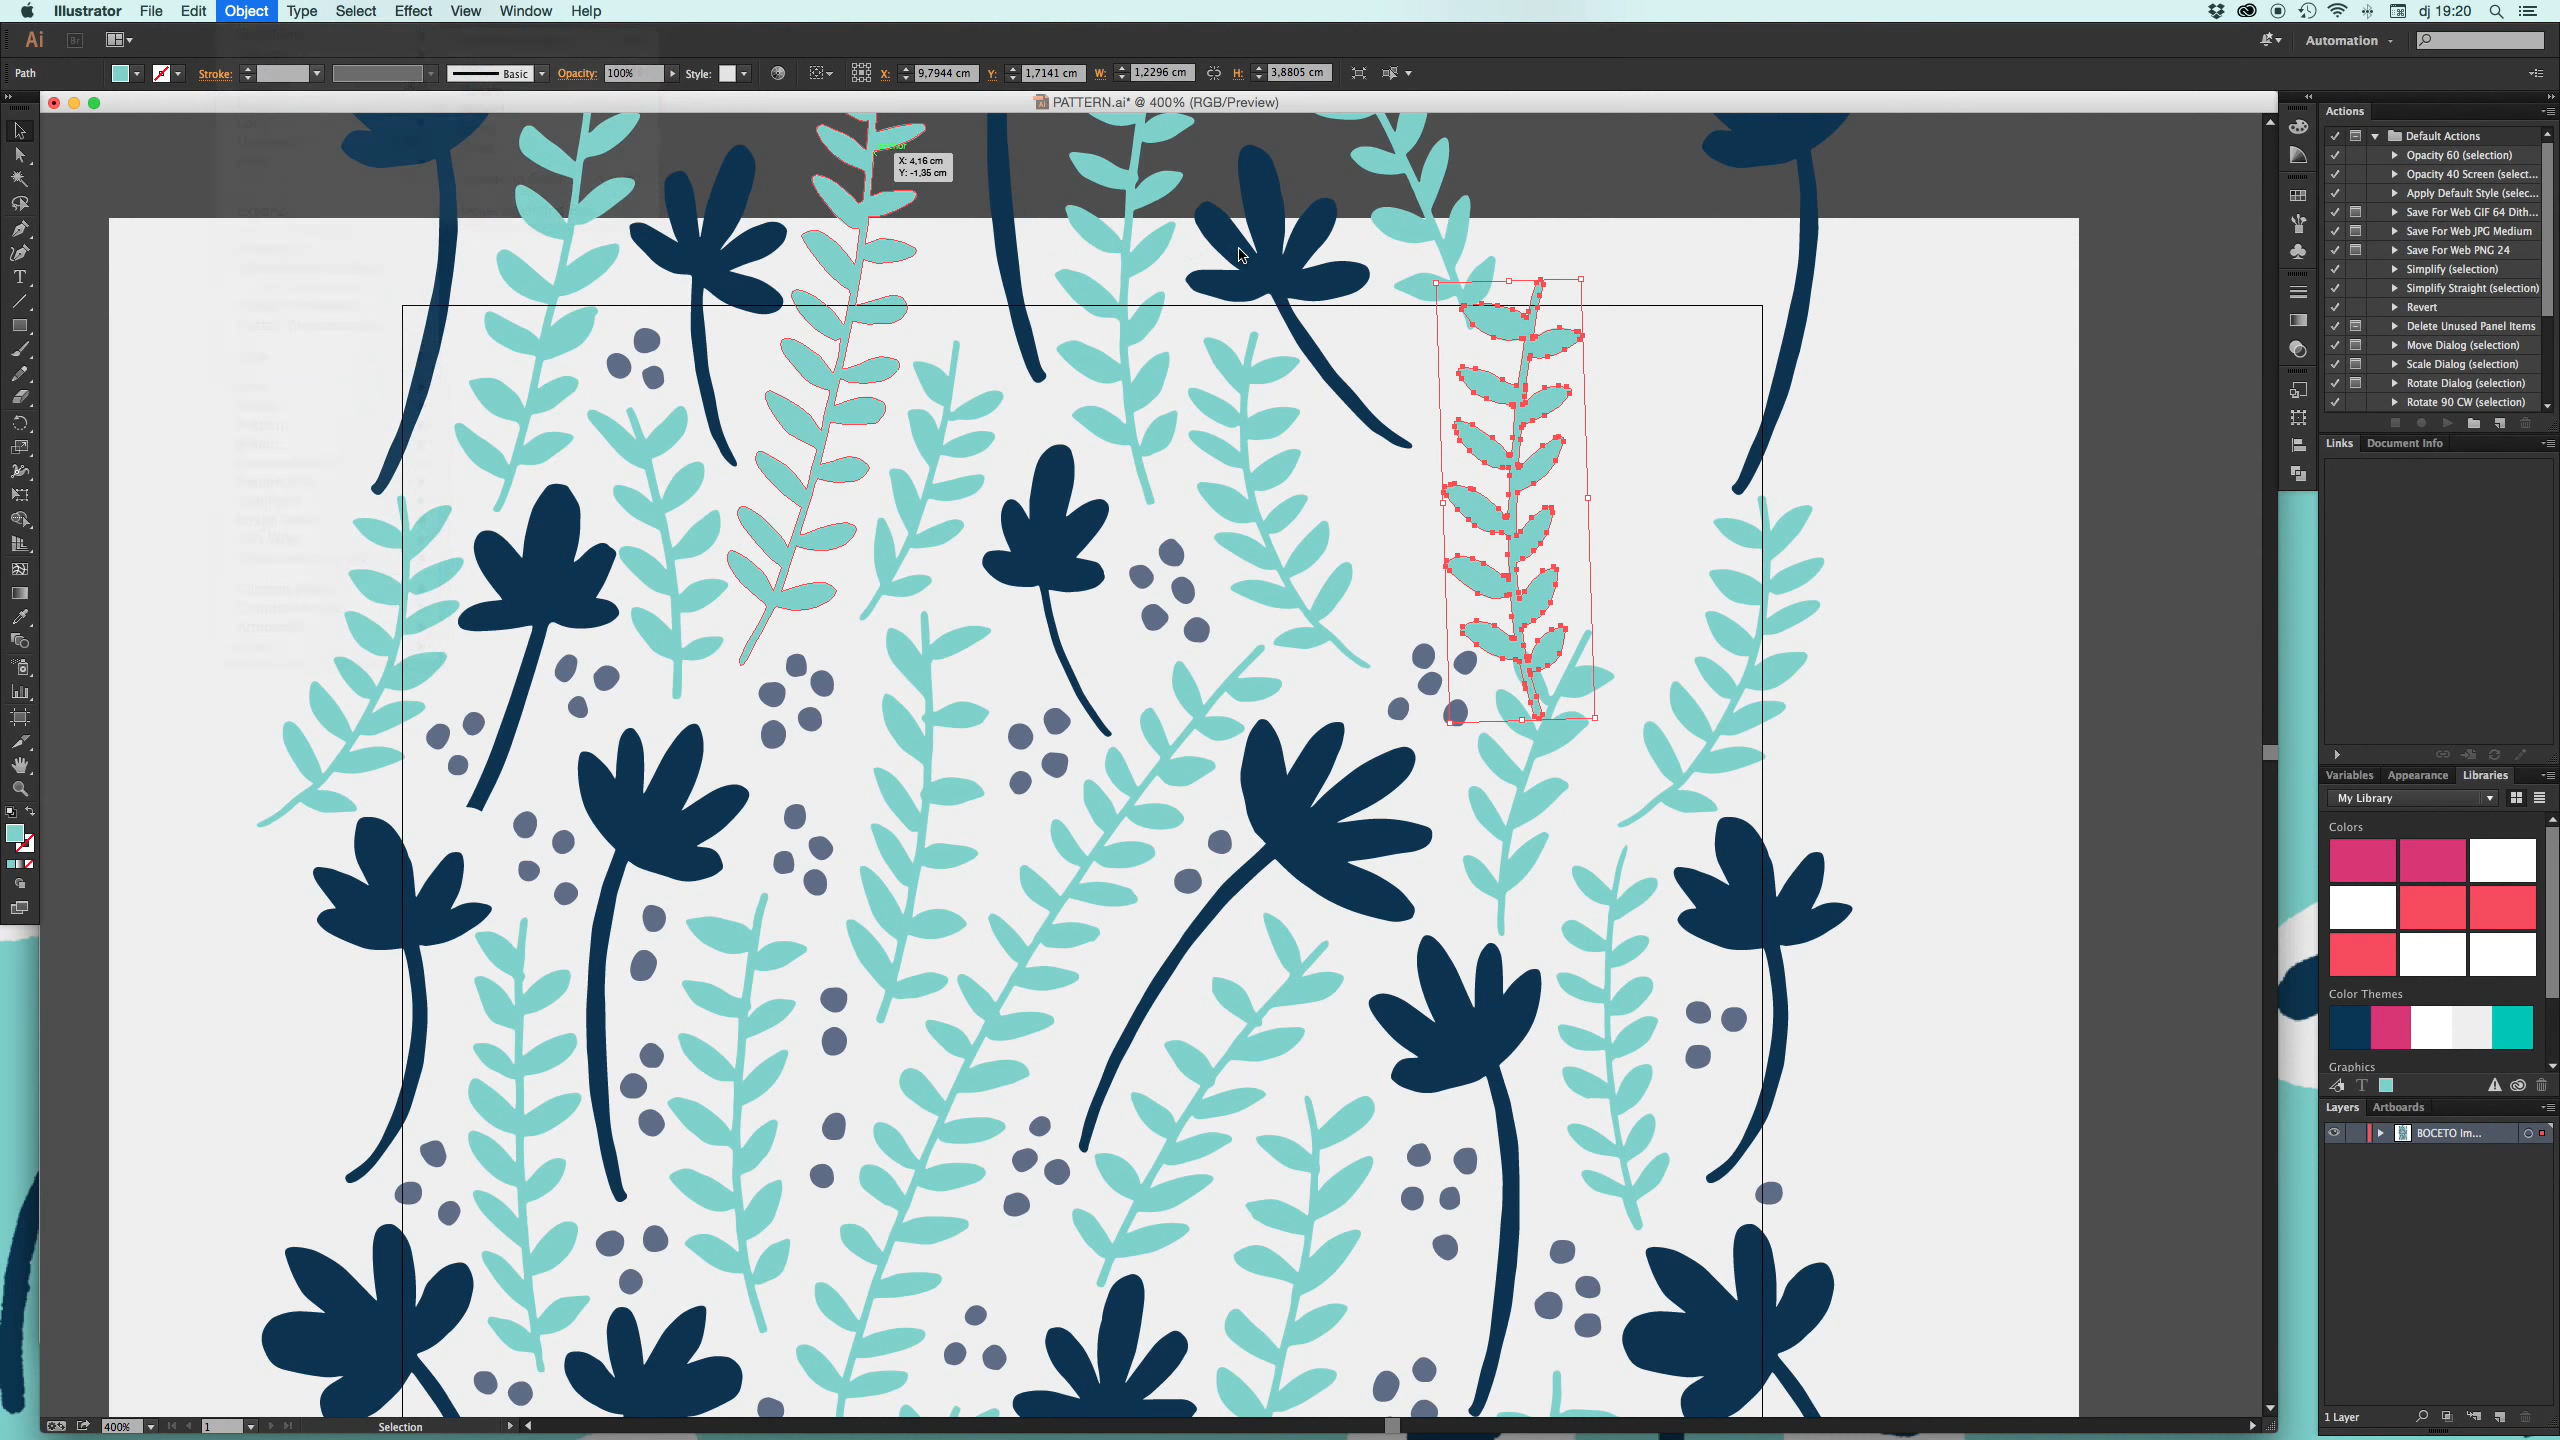 Illustrator File Edit Object Type Select Effect View Window Help dj 19:20
Ai Br Automation
Path Stroke: Basic Opacity: 100% Style: X: 9,7944 cm Y: 1,7141 cm W: 1,2296 cm H: 3,8805 cm
PATTERN.ai* @ 400% (RGB/Preview)
X: 4,16 cm
Y: -1,35 cm
Actions
Default Actions
Opacity 60 (selection)
Opacity 40 Screen (select...
Apply Default Style (selec...
Save For Web GIF 64 Dith...
Save For Web JPG Medium
Save For Web PNG 24
Simplify (selection)
Simplify Straight (selection)
Revert
Delete Unused Panel Items
Move Dialog (selection)
Scale Dialog (selection)
Rotate Dialog (selection)
Rotate 90 CW (selection)
Links Document Info
Variables Appearance Libraries
My Library
Colors
Color Themes
Graphics
Layers Artboards
BOCETO Im...
1 Layer
400% 1 Selection